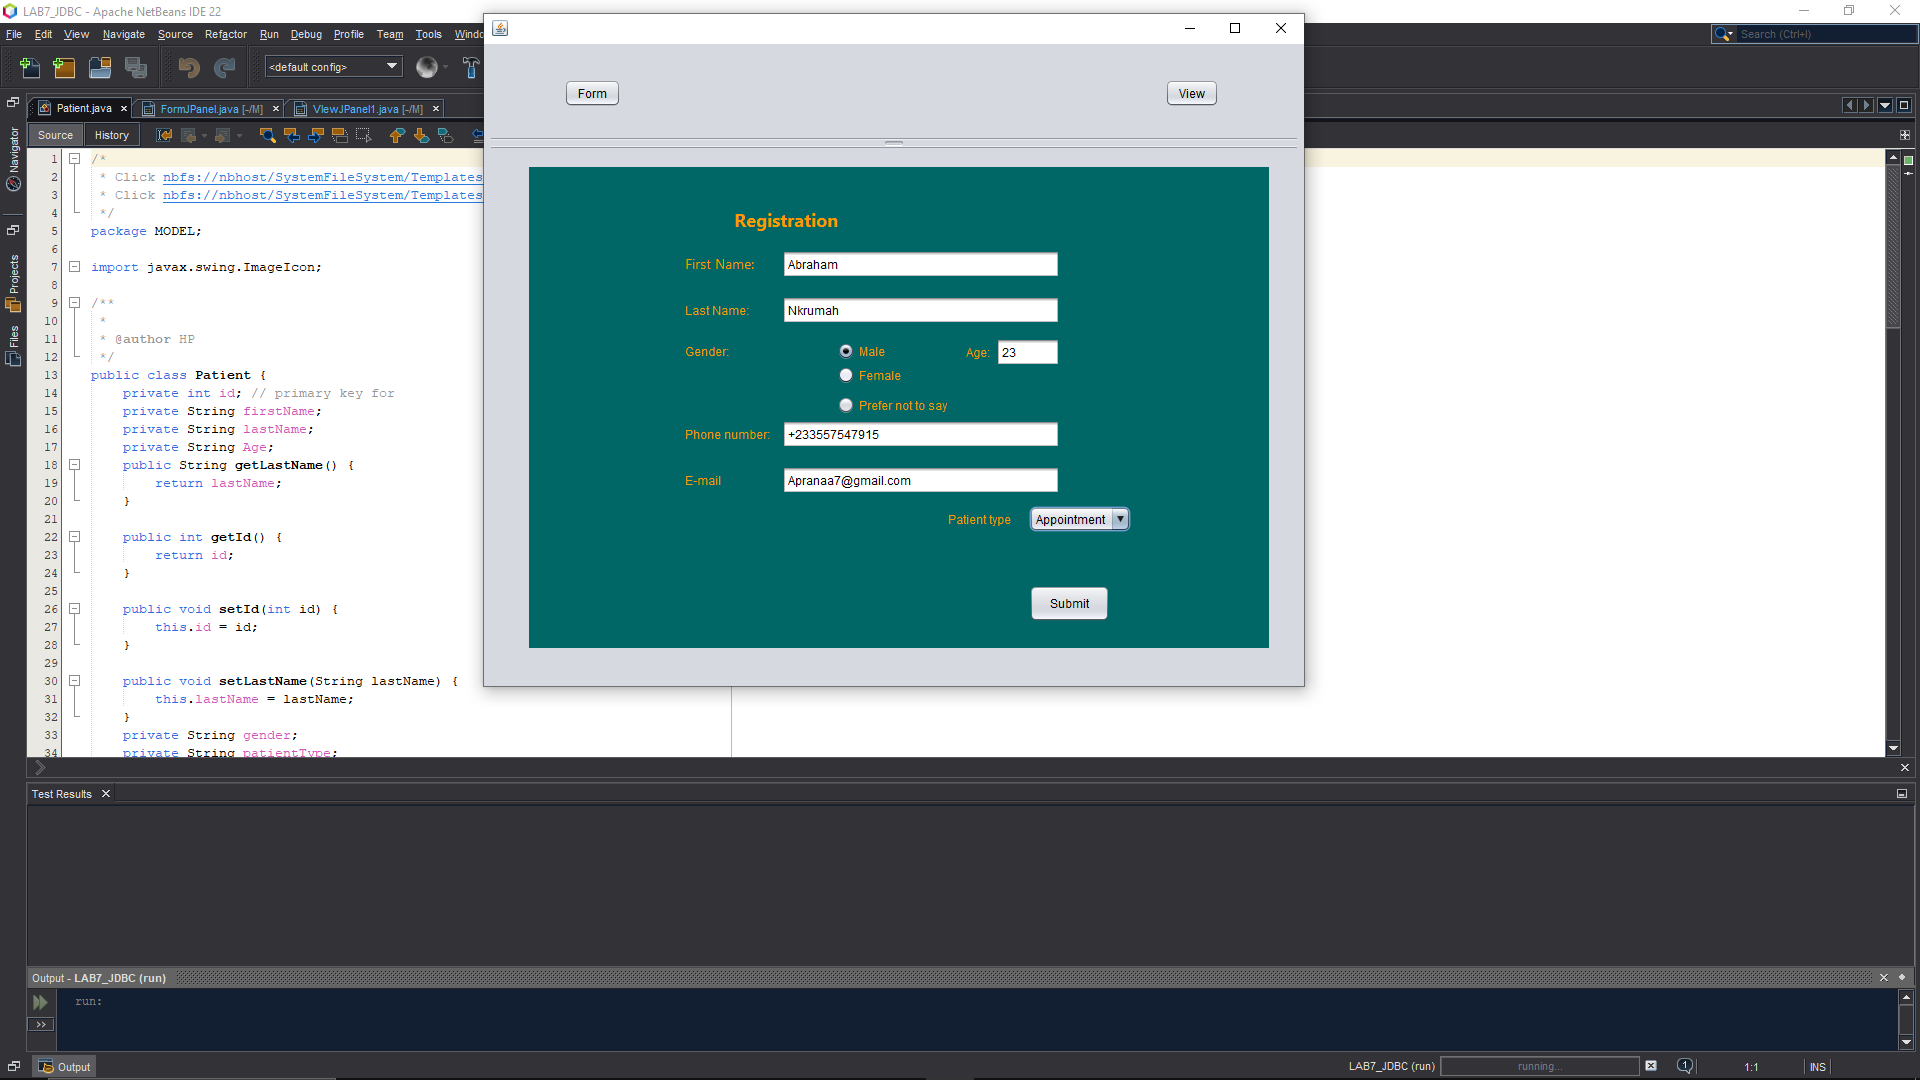 LAB7_JDBC - Apache NetBeans IDE 22
File Edit View Navigate Source Refactor Run Debug Profile Team Tools Windo
Search (Ctrl+I)
<default config>
Form
View
Patient.java
FormJPanel.java [-/M]
ViewJPanel1.java [-/M]
Source
History
Navigator
Projects
Files
1 /*
2 * Click nbfs://nbhost/SystemFileSystem/Templates
3 * Click nbfs://nbhost/SystemFileSystem/Templates
4 */
5 package MODEL;
6
7 import javax.swing.ImageIcon;
8
9 /**
10 *
11 * @author HP
12 */
13 public class Patient {
14 private int id; // primary key for
15 private String firstName;
16 private String lastName;
17 private String Age;
18 public String getLastName() {
19 return lastName;
20 }
21
22 public int getId() {
23 return id;
24 }
25
26 public void setId(int id) {
27 this.id = id;
28 }
29
30 public void setLastName(String lastName) {
31 this.lastName = lastName;
32 }
33 private String gender;
34 private String patientType;
Registration
First Name: Abraham
Last Name: Nkrumah
Gender: Male
Age: 23
Female
Prefer not to say
Phone number: +233557547915
E-mail Apranaa7@gmail.com
Patient type Appointment
Submit
Test Results
Output - LAB7_JDBC (run)
run:
Output
LAB7_JDBC (run)
running...
1
1:1
INS